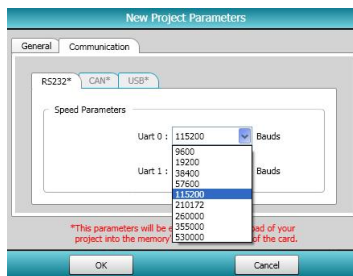 New Project Parameters
General Communication
RS232* CAN* USB*
Speed Parameters
Uart 0 : 115200 Bauds
9600
19200
38400
57600
Uart 1 : 115200 Bauds
210172
260000
355000
530000
*This parameters will be e oad of your
project into the memory of the card.
OK Cancel